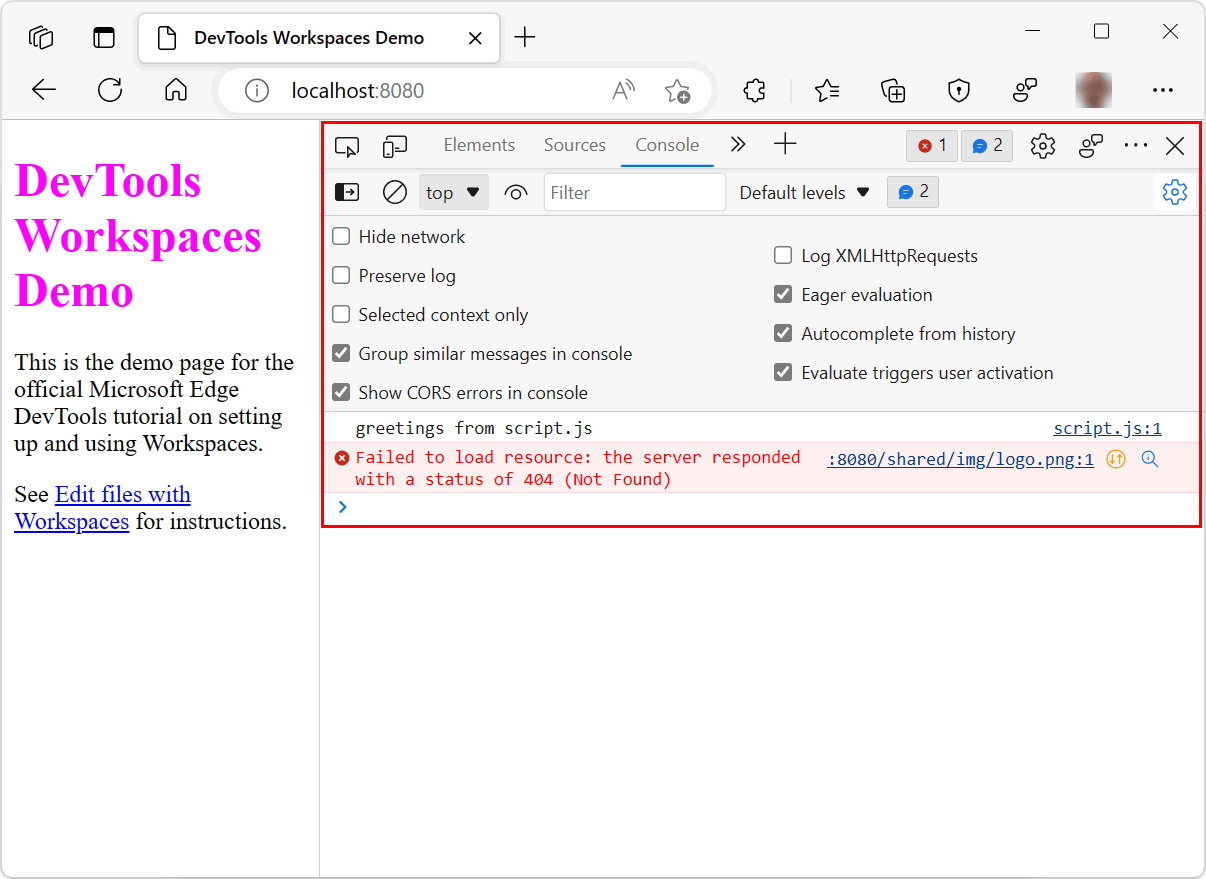 DevTools Workspaces Demo
localhost:8080
DevTools
Workspaces
Demo
This is the demo page for the
official Microsoft Edge
DevTools tutorial on setting
up and using Workspaces.
See Edit files with
Workspaces for instructions.
Elements Sources Console 1 2
top Filter Default levels 2
Hide network
Preserve log
Selected context only
Group similar messages in console
Show CORS errors in console
Log XMLHttpRequests
Eager evaluation
Autocomplete from history
Evaluate triggers user activation
greetings from script.js script.js:1
Failed to load resource: the server responded :8080/shared/img/logo.png:1
with a status of 404 (Not Found)